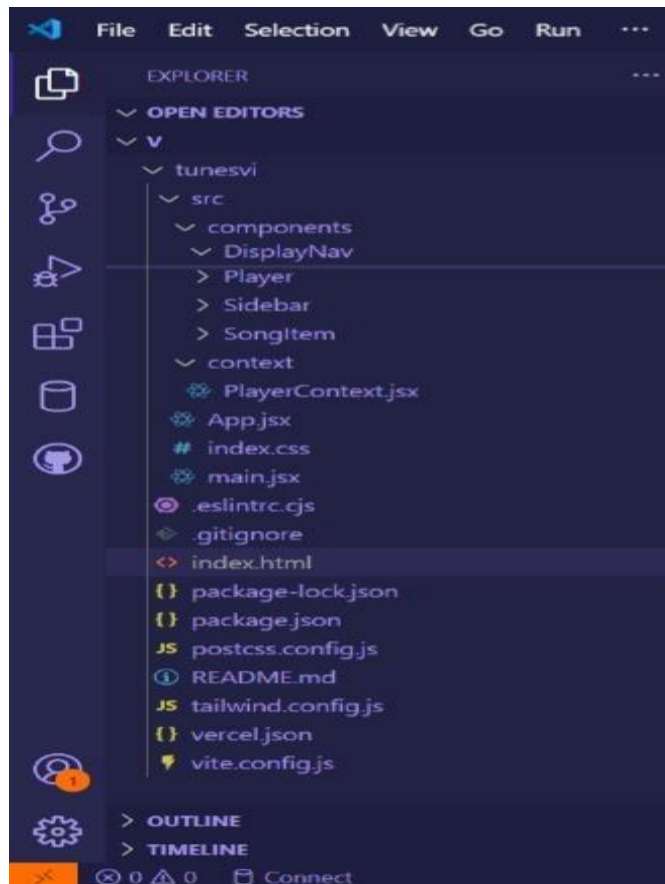 File Edit Selection View Go Run ...
EXPLORER ...
OPEN EDITORS
V
tunesvi
src
components
DisplayNav
Player
Sidebar
SongItem
context
PlayerContext.jsx
App.jsx
# index.css
main.jsx
.eslintrc.cjs
.gitignore
<> index.html
{} package-lock.json
{} package.json
JS postcss.config.js
README.md
JS tailwind.config.js
{} vercel.json
vite.config.js
1
OUTLINE
TIMELINE
0 0 Connect